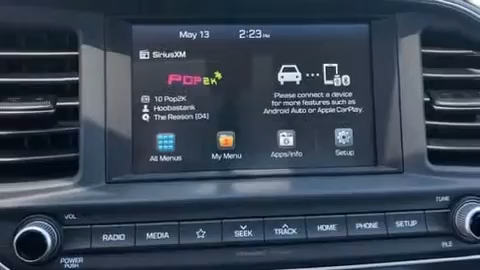 May 13 2:23PM
SiriusXM
POP2K
10 Pop2K
Hoobastank
The Reason [04]
Please connect a device
for more features such as
Android Auto or Apple CarPlay.
All Menus
My Menu
Apps/info
Setup
VOL
TUNE
RADIO
MEDIA
SEEK
TRACK
HOME
PHONE
SETUP
POWER
PUSH
FILE